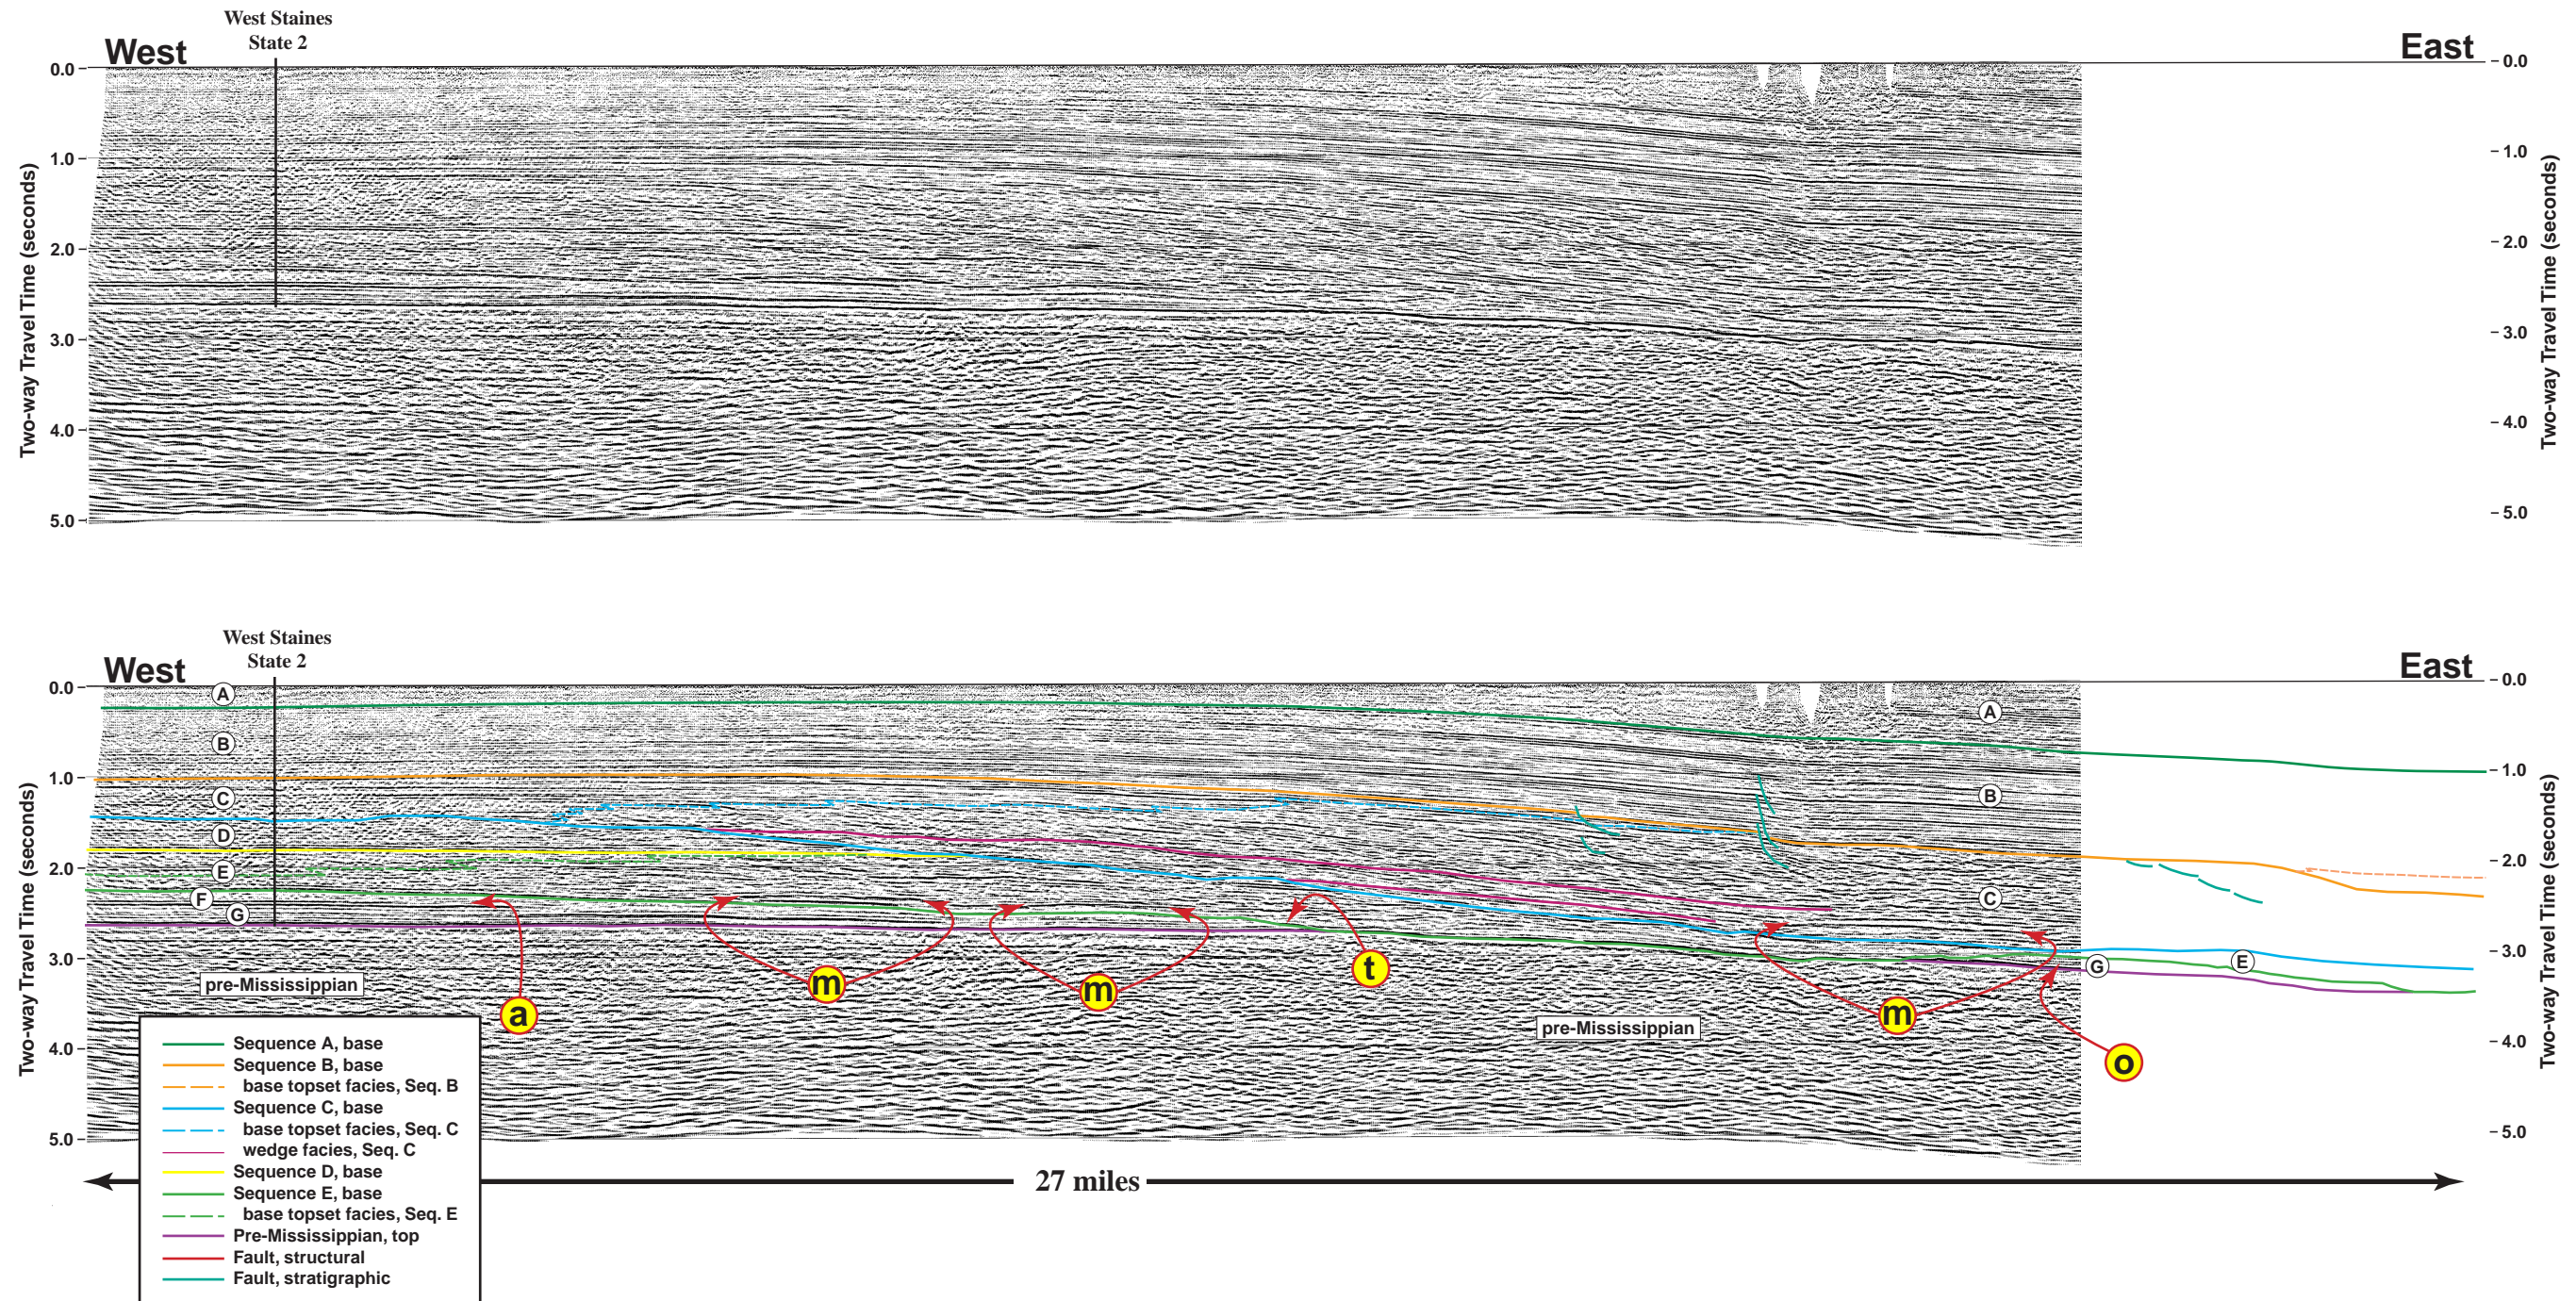 West Staines
State 2
West
East
0.0
1.0
2.0
3.0
4.0
5.0
Two-way Travel Time (seconds)
0.0
1.0
2.0
3.0
4.0
5.0
Two-way Travel Time (seconds)
West Staines
State 2
West
East
0.0
1.0
2.0
3.0
4.0
5.0
Two-way Travel Time (seconds)
0.0
1.0
2.0
3.0
4.0
5.0
Two-way Travel Time (seconds)
A
B
C
D
E
F
G
A
B
C
G
E
pre-Mississippian
pre-Mississippian
a
m
m
t
m
o
Sequence A, base
Sequence B, base
base topset facies, Seq. B
Sequence C, base
base topset facies, Seq. C
wedge facies, Seq. C
Sequence D, base
Sequence E, base
base topset facies, Seq. E
Pre-Mississippian, top
Fault, structural
Fault, stratigraphic
27 miles